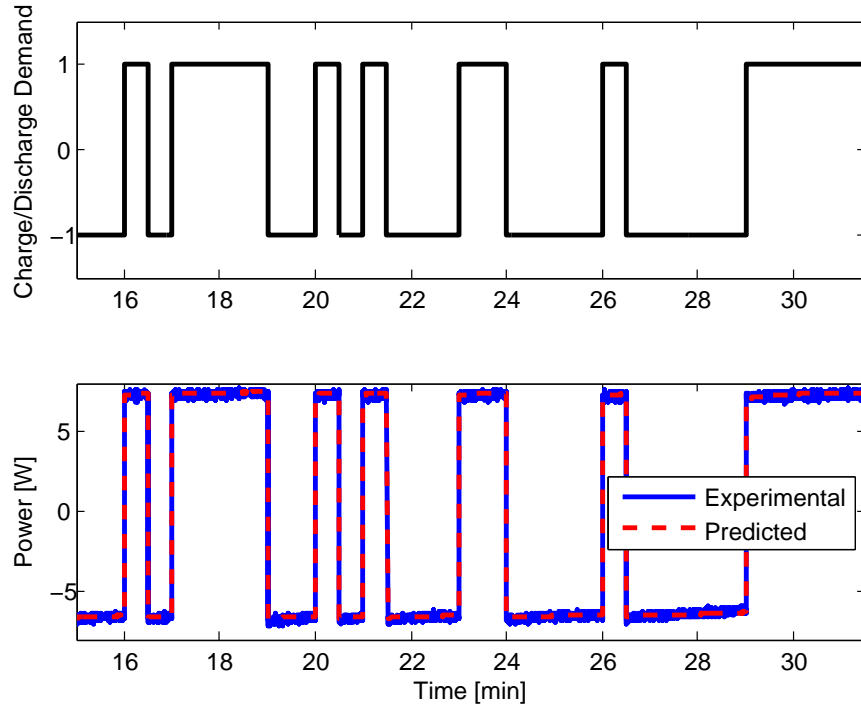 Charge/Discharge Demand
1
0
−1
16 18 20 22 24 26 28 30
Power [W]
5
0
−5
Experimental
Predicted
16 18 20 22 24 26 28 30
Time [min]